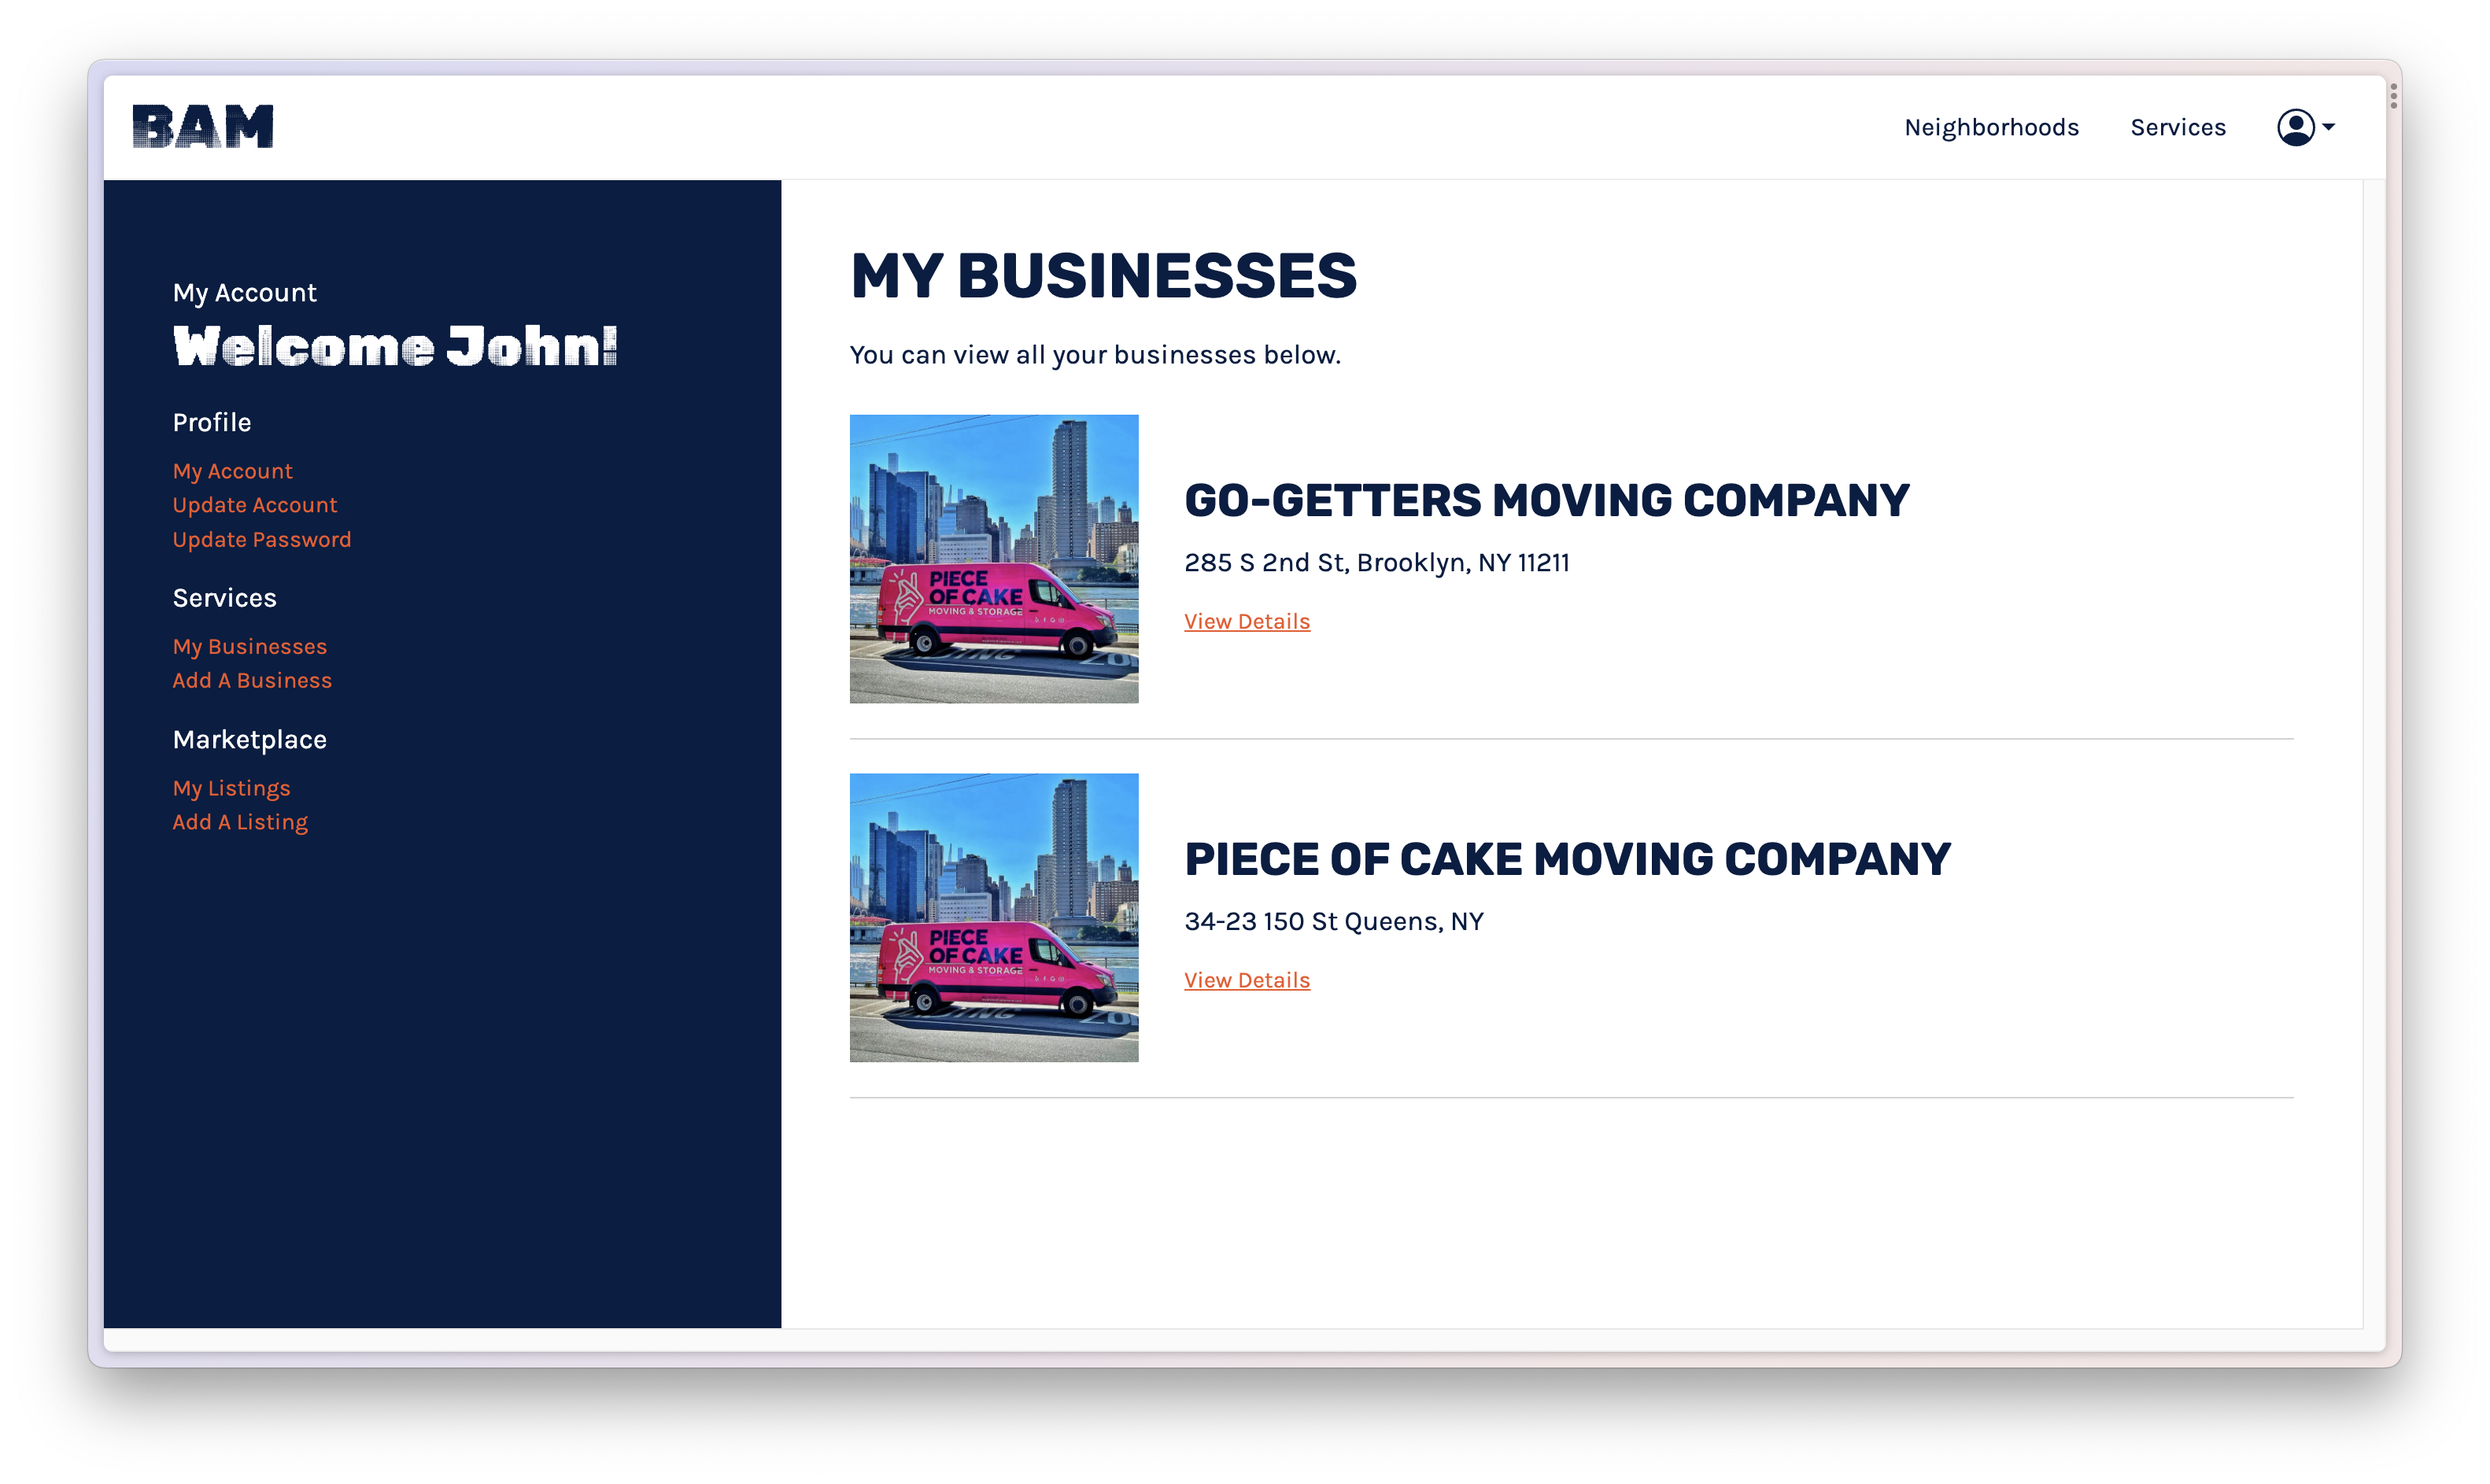 BAM
Neighborhoods
Services
My Account
Welcome John!
Profile
My Account
Update Account
Update Password
Services
My Businesses
Add A Business
Marketplace
My Listings
Add A Listing
MY BUSINESSES
You can view all your businesses below.
PIECE
OF CAKE
MOVING & STORAGE
GO-GETTERS MOVING COMPANY
285 S 2nd St, Brooklyn, NY 11211
View Details
PIECE
OF CAKE
MOVING & STORAGE
PIECE OF CAKE MOVING COMPANY
34-23 150 St Queens, NY
View Details